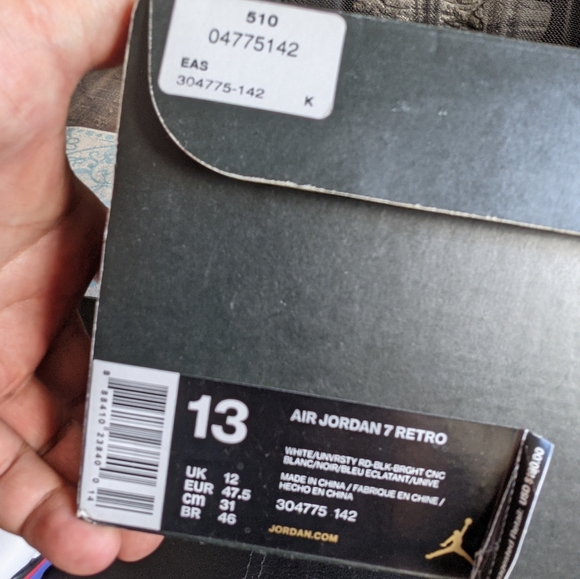 510
04775142
EAS
304775-142
K
13
UK 12
EUR 47.5
cm 31
BR 46
AIR JORDAN 7 RETRO
WHITE/UNVRSTY RD-BLK-BRGHT CNC
BLANC/NOIR/BLEU ECLATANT/UNIVE
MADE IN CHINA / FABRIQUE EN CHINE /
HECHO EN CHINA
304775 142
JORDAN.COM